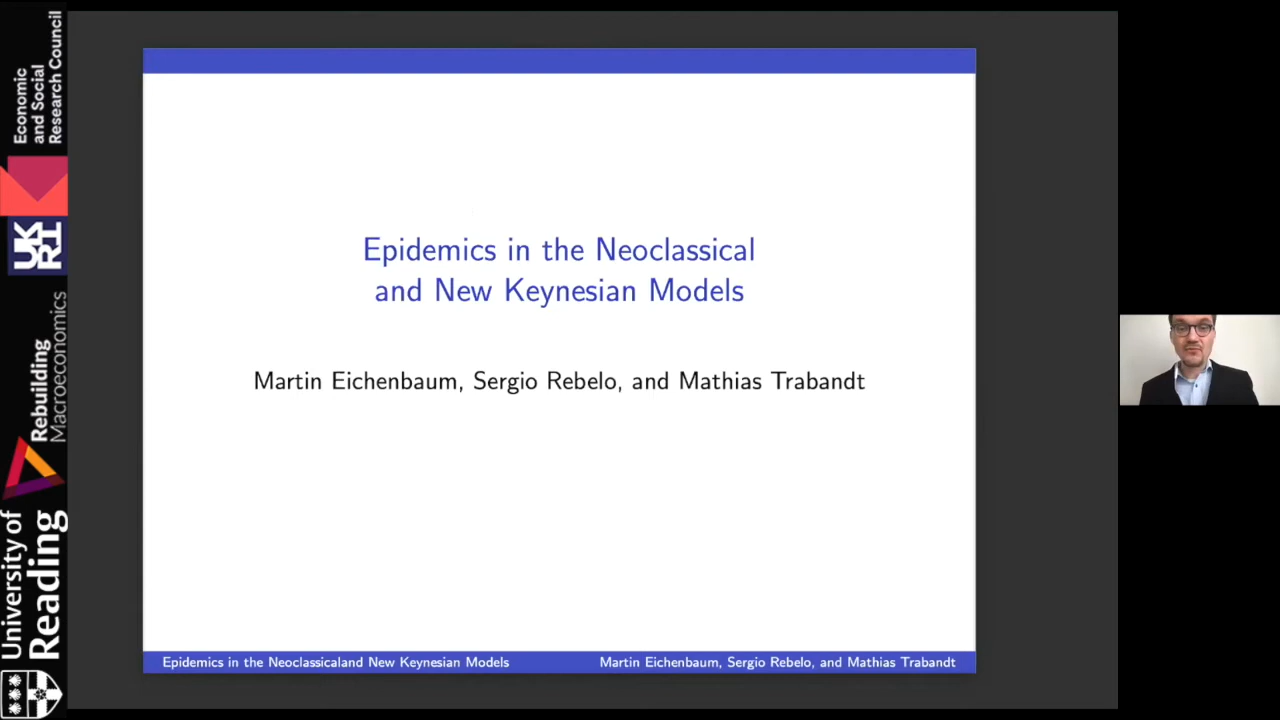 Economic
and Social
Research Council
UK
RI
Rebuilding
Macroeconomics
University of
Reading
Epidemics in the Neoclassical
and New Keynesian Models
Martin Eichenbaum, Sergio Rebelo, and Mathias Trabandt
Epidemics in the Neoclassicaland New Keynesian Models
Martin Eichenbaum, Sergio Rebelo, and Mathias Trabandt